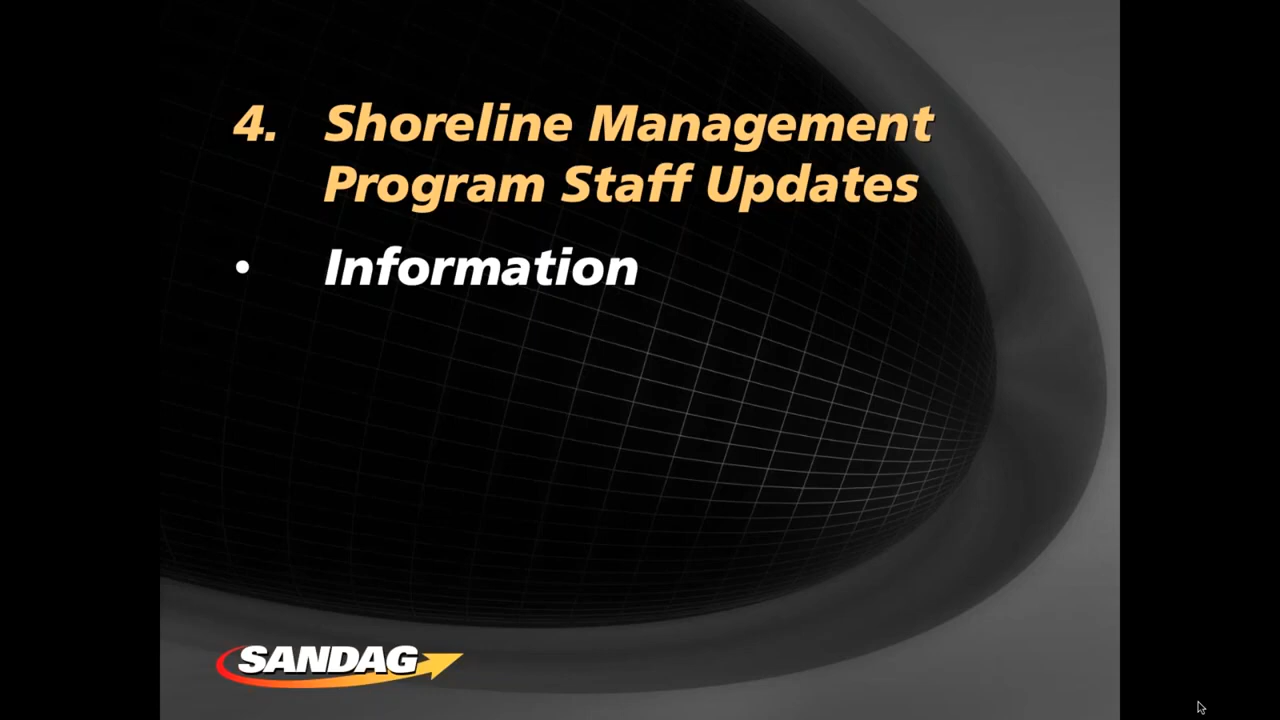 4. Shoreline Management
Program Staff Updates
• Information
SANDAG